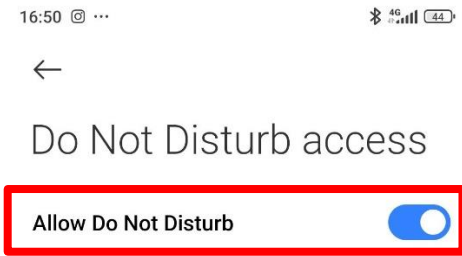 16:50 ... 4G 44
Do Not Disturb access
Allow Do Not Disturb